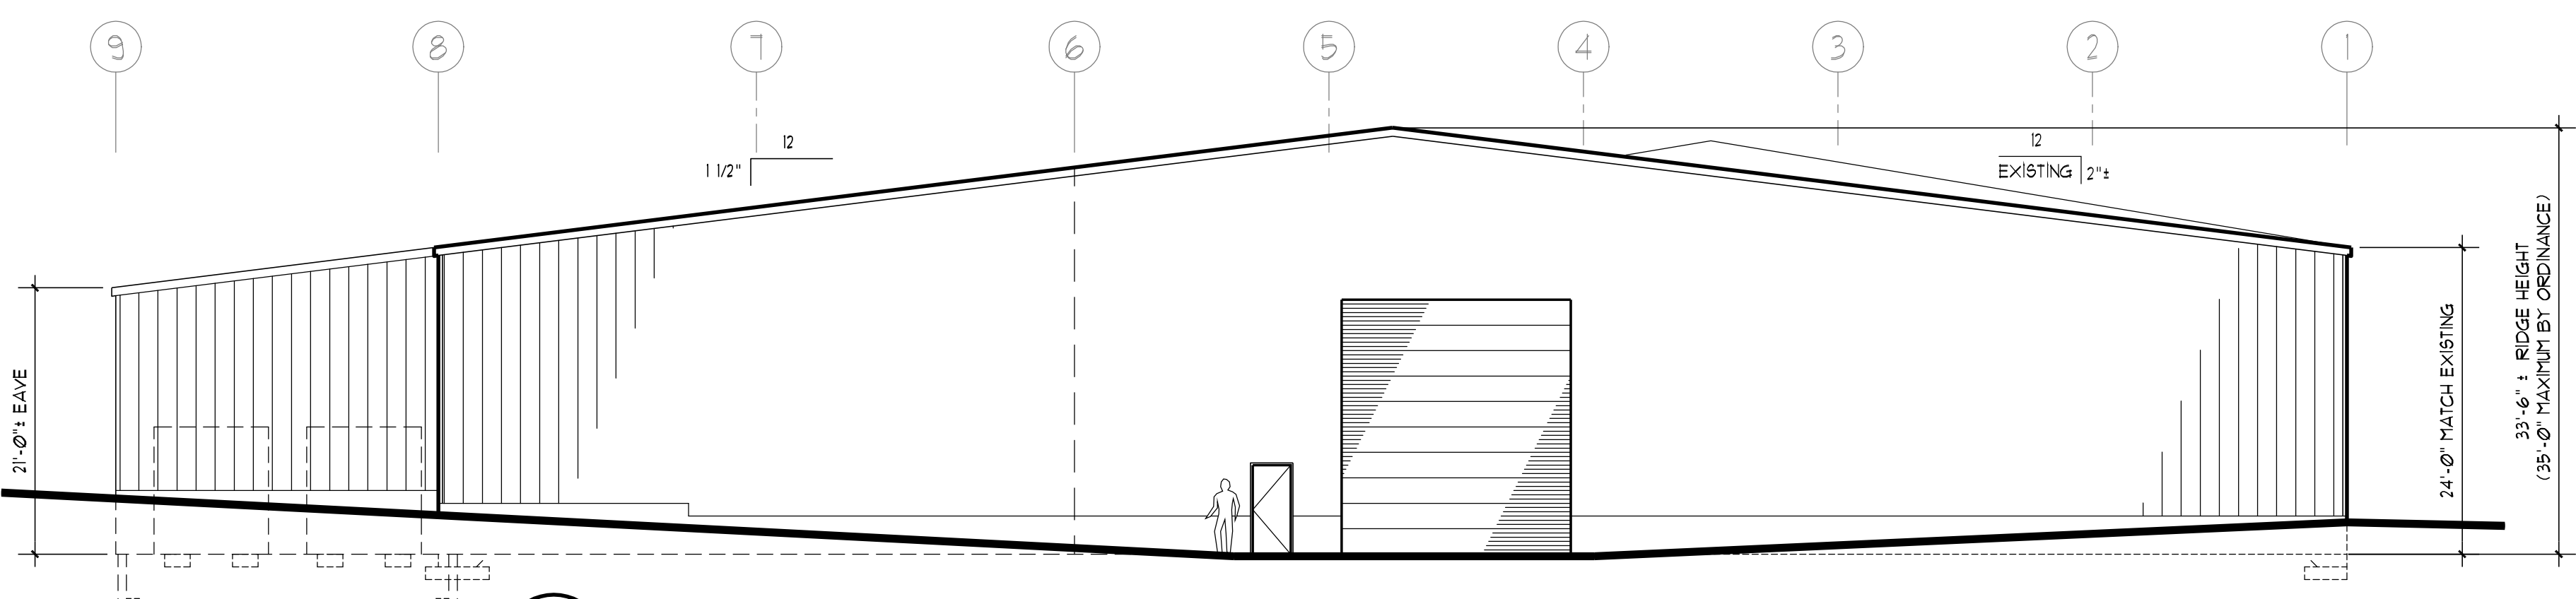 9 8 7 6 5 4 3 2 1
12
1 1/2"
12
EXISTING 2"±
21'-0"± EAVE
24'-0" MATCH EXISTING
33'-6" ± RIDGE HEIGHT
(35'-0" MAXIMUM BY ORDINANCE)